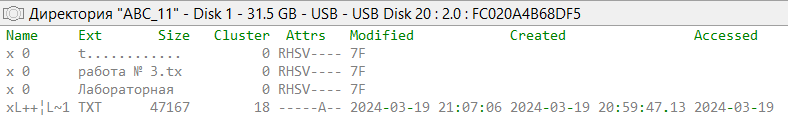 Директория "ABC_11" - Disk 1 - 31.5 GB - USB - USB Disk 20 : 2.0 : FC020A4B68DF5
Name Ext Size Cluster Attrs Modified Created Accessed
x 0 t............ 0 RHSV---- 7F
x 0 работа № 3.tx 0 RHSV---- 7F
x 0 Лабораторная 0 RHSV---- 7F
xL++¦L~1 TXT 47167 18 -----A-- 2024-03-19 21:07:06 2024-03-19 20:59:47.13 2024-03-19